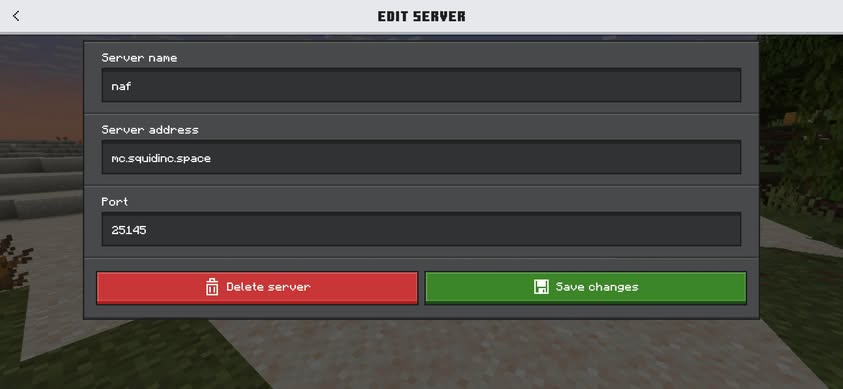 EDIT SERVER
Server name
naf
Server address
mc.squidinc.space
Port
25145
Delete server
Save changes